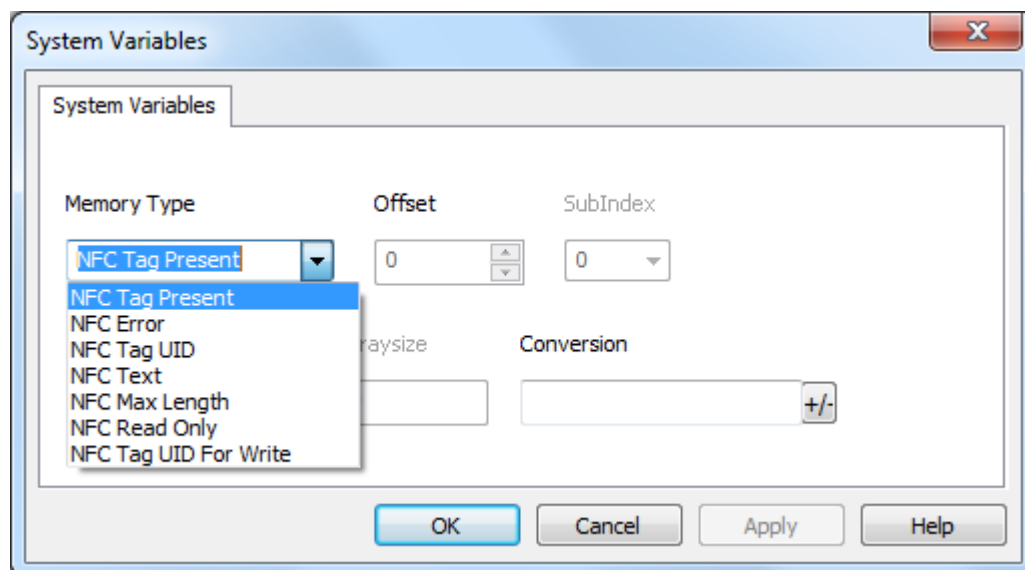 System Variables
System Variables
Memory Type Offset SubIndex
NFC Tag Present 0 0
NFC Tag Present
NFC Error
NFC Tag UID
NFC Text
NFC Max Length
NFC Read Only
NFC Tag UID For Write
raysize Conversion
+/-
OK Cancel Apply Help